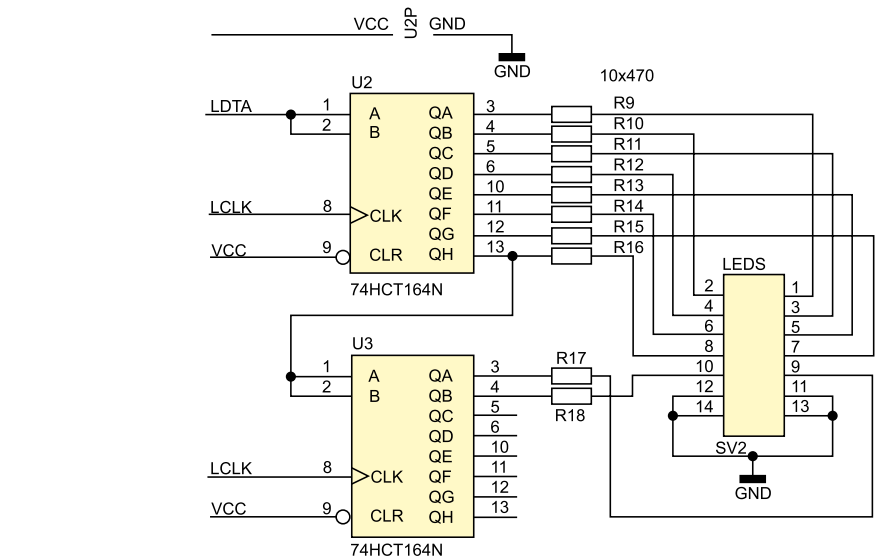 VCC U2P GND
GND
10x470
U2
LDTA 1 A QA 3 R9
2 B QB 4 R10
QC 5 R11
QD 6 R12
QE 10 R13
LCLK 8 CLK QF 11 R14
QG 12 R15
VCC 9 CLR QH 13 R16
74HCT164N
LEDS
2 1
4 3
6 5
8 7
10 9
12 11
14 13
SV2
GND
U3
1 A QA 3 R17
2 B QB 4 R18
QC 5
QD 6
QE 10
LCLK 8 CLK QF 11
QG 12
VCC 9 CLR QH 13
74HCT164N